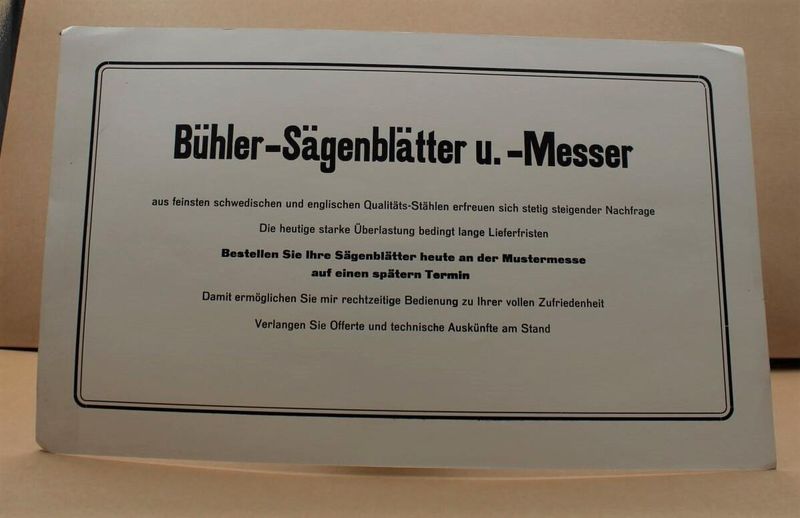 Bühler-Sägenblätter u. -Messer
aus feinsten schwedischen und englischen Qualitäts-Stählen erfreuen sich stetig steigender Nachfrage
Die heutige starke Überlastung bedingt lange Lieferfristen
Bestellen Sie Ihre Sägenblätter heute an der Mustermesse
auf einen spätern Termin
Damit ermöglichen Sie mir rechtzeitige Bedienung zu Ihrer vollen Zufriedenheit
Verlangen Sie Offerte und technische Auskünfte am Stand